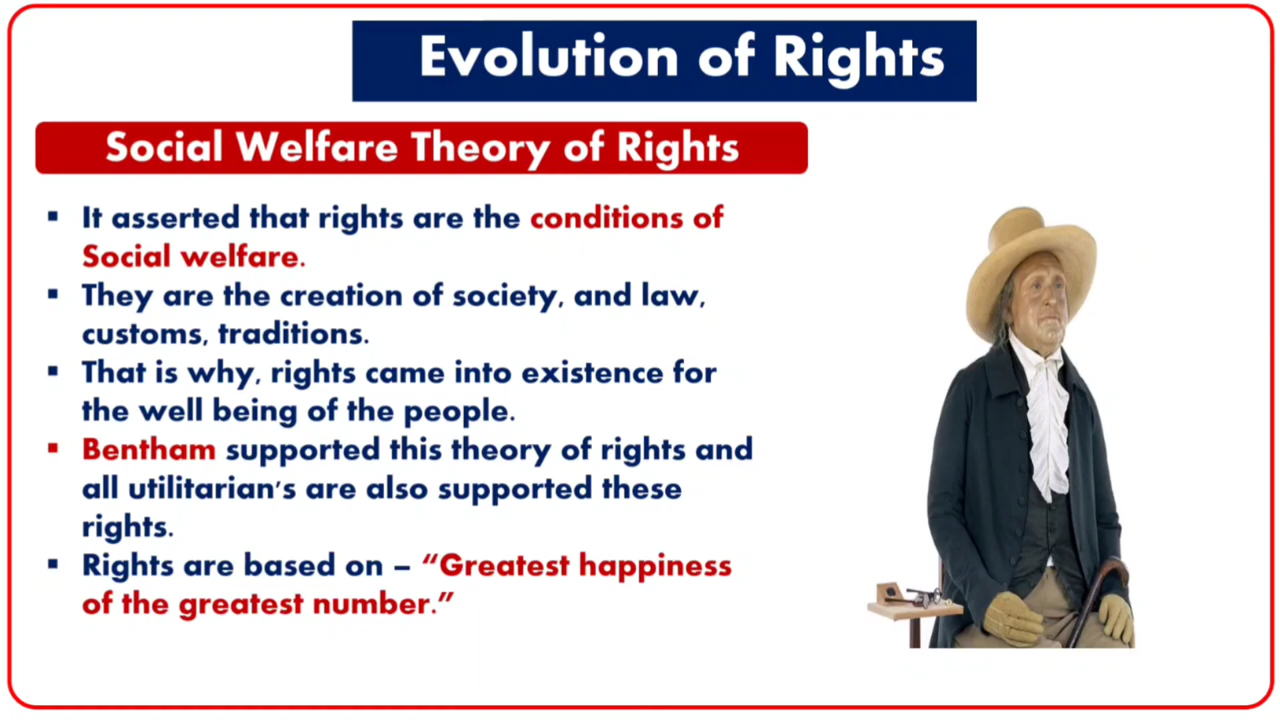 Evolution of Rights
Social Welfare Theory of Rights
▪ It asserted that rights are the conditions of
Social welfare.
▪ They are the creation of society, and law,
customs, traditions.
▪ That is why, rights came into existence for
the well being of the people.
▪ Bentham supported this theory of rights and
all utilitarian's are also supported these
rights.
▪ Rights are based on – “Greatest happiness
of the greatest number.”